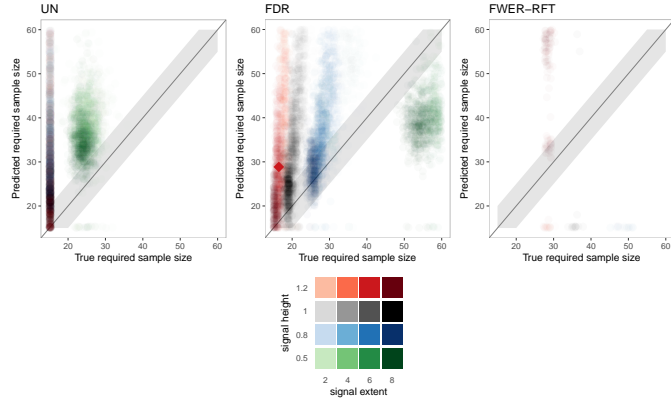 UN
FDR
FWER-RFT
60
50
40
30
20
Predicted required sample size
20 30 40 50 60
True required sample size
60
50
40
30
20
Predicted required sample size
20 30 40 50 60
True required sample size
60
50
40
30
20
Predicted required sample size
20 30 40 50 60
True required sample size
signal height
1.2
1
0.8
0.5
2 4 6 8
signal extent